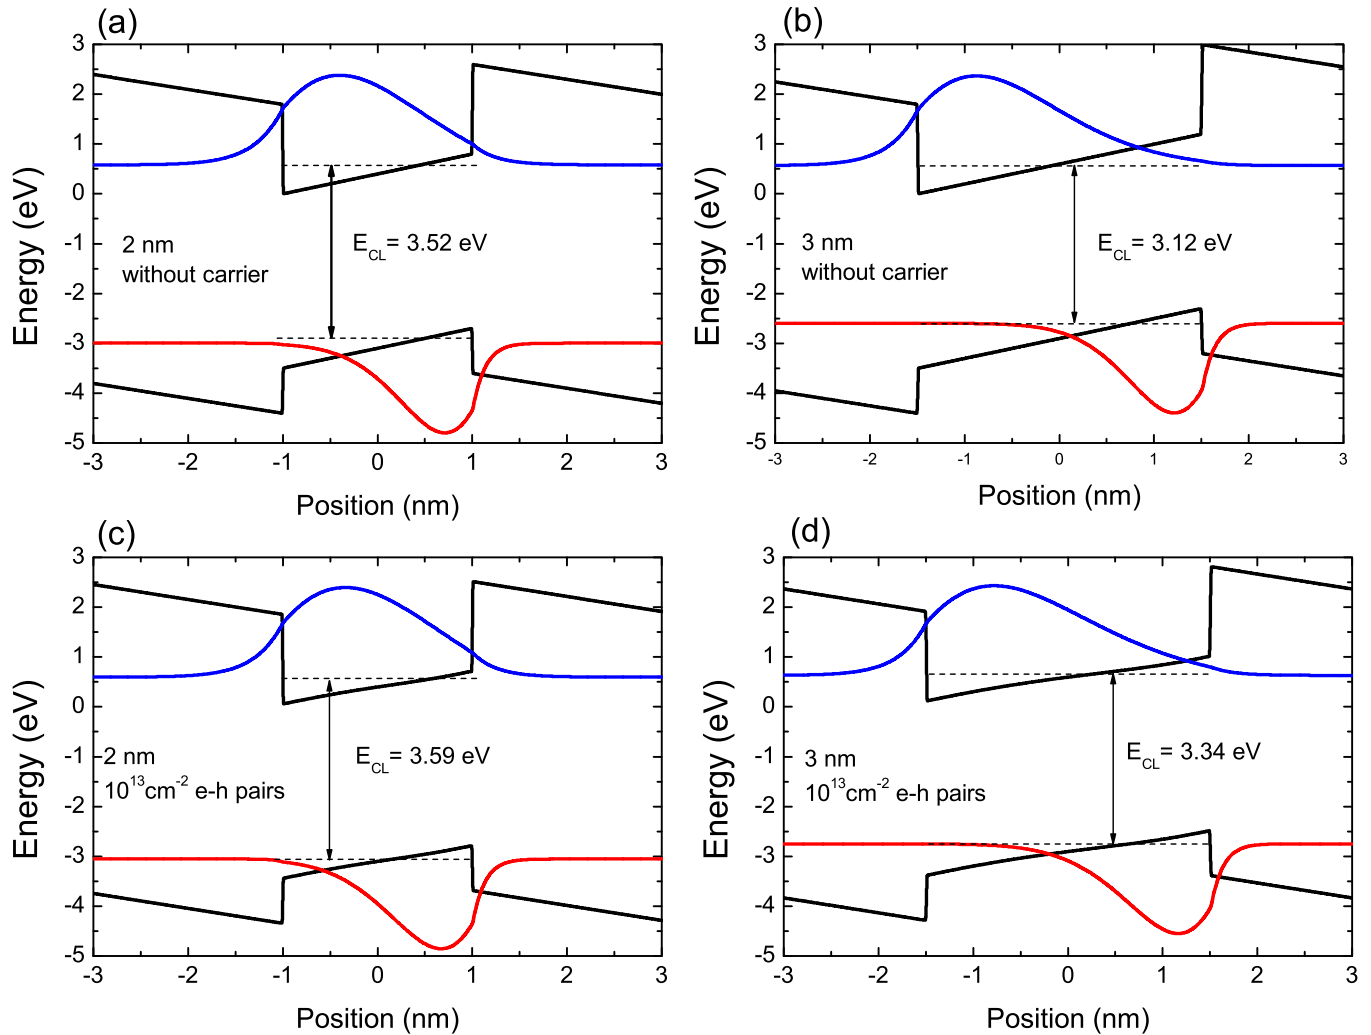 (a)
3
2
1
0
-1
-2
-3
-4
-5
Energy (eV)
2 nm
without carrier
E_CL = 3.52 eV
-3 -2 -1 0 1 2 3
Position (nm)
(b)
3
2
1
0
-1
-2
-3
-4
-5
Energy (eV)
3 nm
without carrier
E_CL = 3.12 eV
-3 -2 -1 0 1 2 3
Position (nm)
(c)
3
2
1
0
-1
-2
-3
-4
-5
Energy (eV)
2 nm
10^13 cm^-2 e-h pairs
E_CL = 3.59 eV
-3 -2 -1 0 1 2 3
Position (nm)
(d)
3
2
1
0
-1
-2
-3
-4
-5
Energy (eV)
3 nm
10^13 cm^-2 e-h pairs
E_CL = 3.34 eV
-3 -2 -1 0 1 2 3
Position (nm)